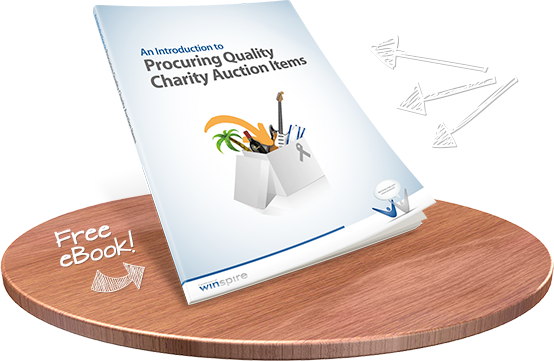 An Introduction to
Procuring Quality
Charity Auction Items
winspire
Free
eBook!